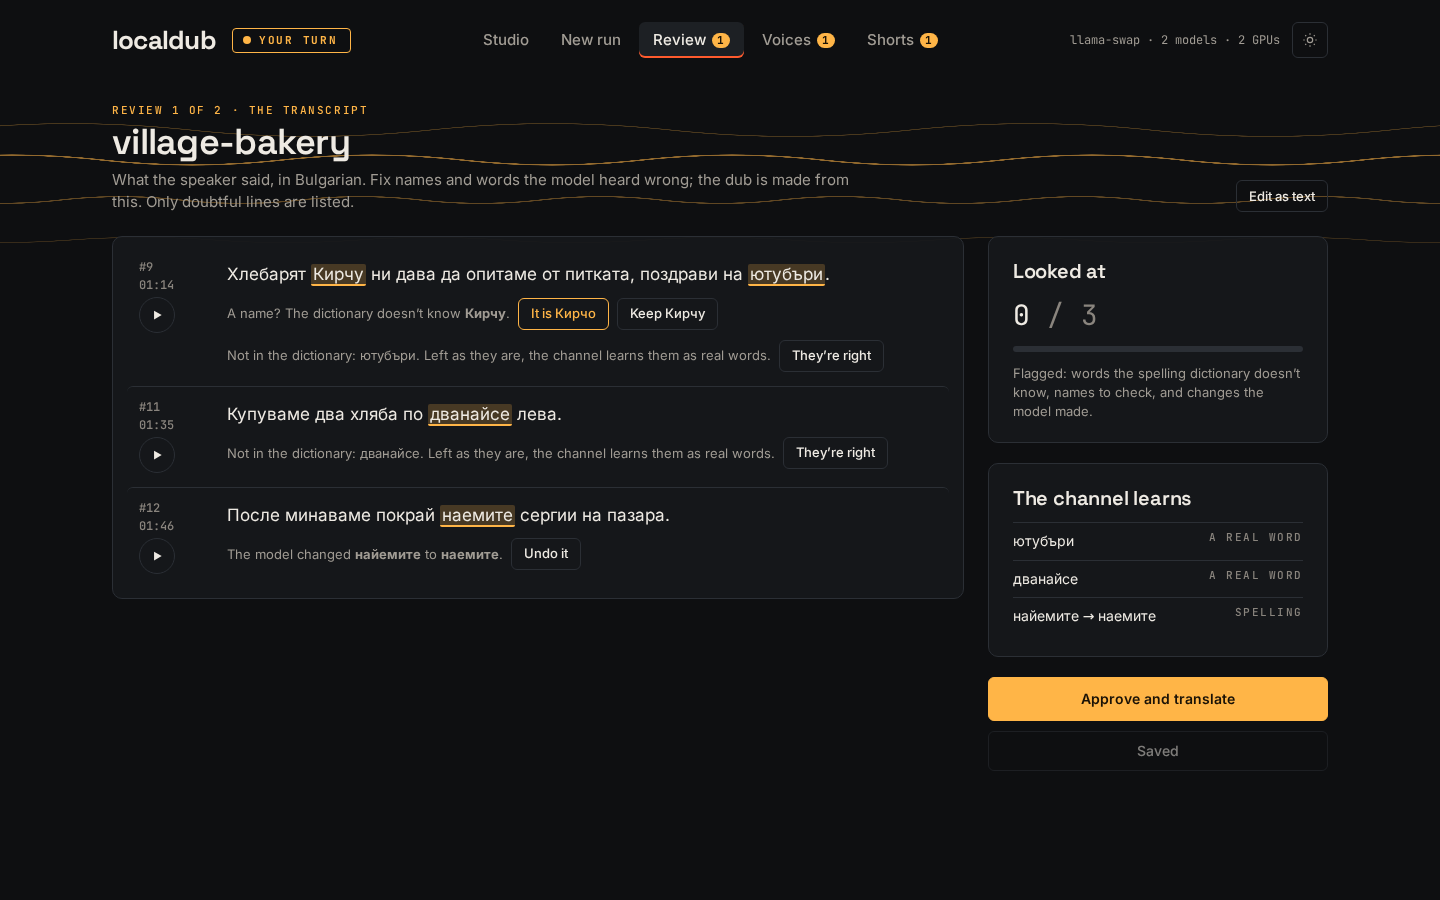 localdub
YOUR TURN
Studio
New run
Review 1
Voices 1
Shorts 1
llama-swap · 2 models · 2 GPUs
REVIEW 1 OF 2 · THE TRANSCRIPT
village-bakery
What the speaker said, in Bulgarian. Fix names and words the model heard wrong; the dub is made from
this. Only doubtful lines are listed.
Edit as text
#9
01:14
Хлебарят Кирчу ни дава да опитаме от питката, поздрави на ютубъри.
A name? The dictionary doesn’t know Кирчу. It is Кирчо Keep Кирчу
Not in the dictionary: ютубъри. Left as they are, the channel learns them as real words. They’re right
#11
01:35
Купуваме два хляба по дванайсе лева.
Not in the dictionary: дванайсе. Left as they are, the channel learns them as real words. They’re right
#12
01:46
После минаваме покрай наемите сергии на пазара.
The model changed найемите to наемите. Undo it
Looked at
0 / 3
Flagged: words the spelling dictionary doesn’t
know, names to check, and changes the
model made.
The channel learns
ютубъри A REAL WORD
дванайсе A REAL WORD
найемите → наемите SPELLING
Approve and translate
Saved